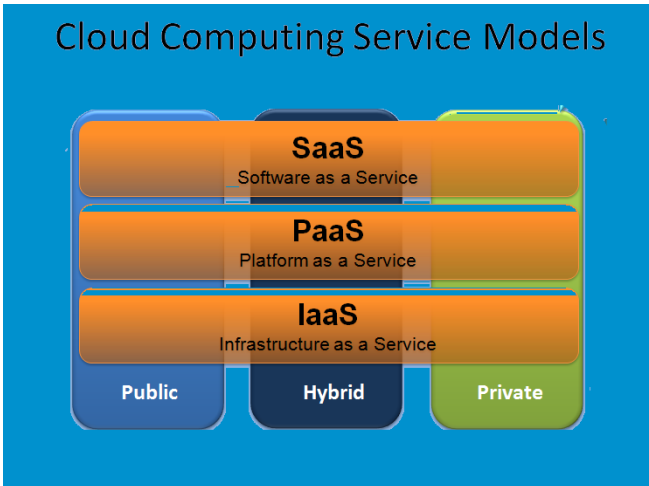 Cloud Computing Service Models
SaaS
Software as a Service
PaaS
Platform as a Service
IaaS
Infrastructure as a Service
Public Hybrid Private